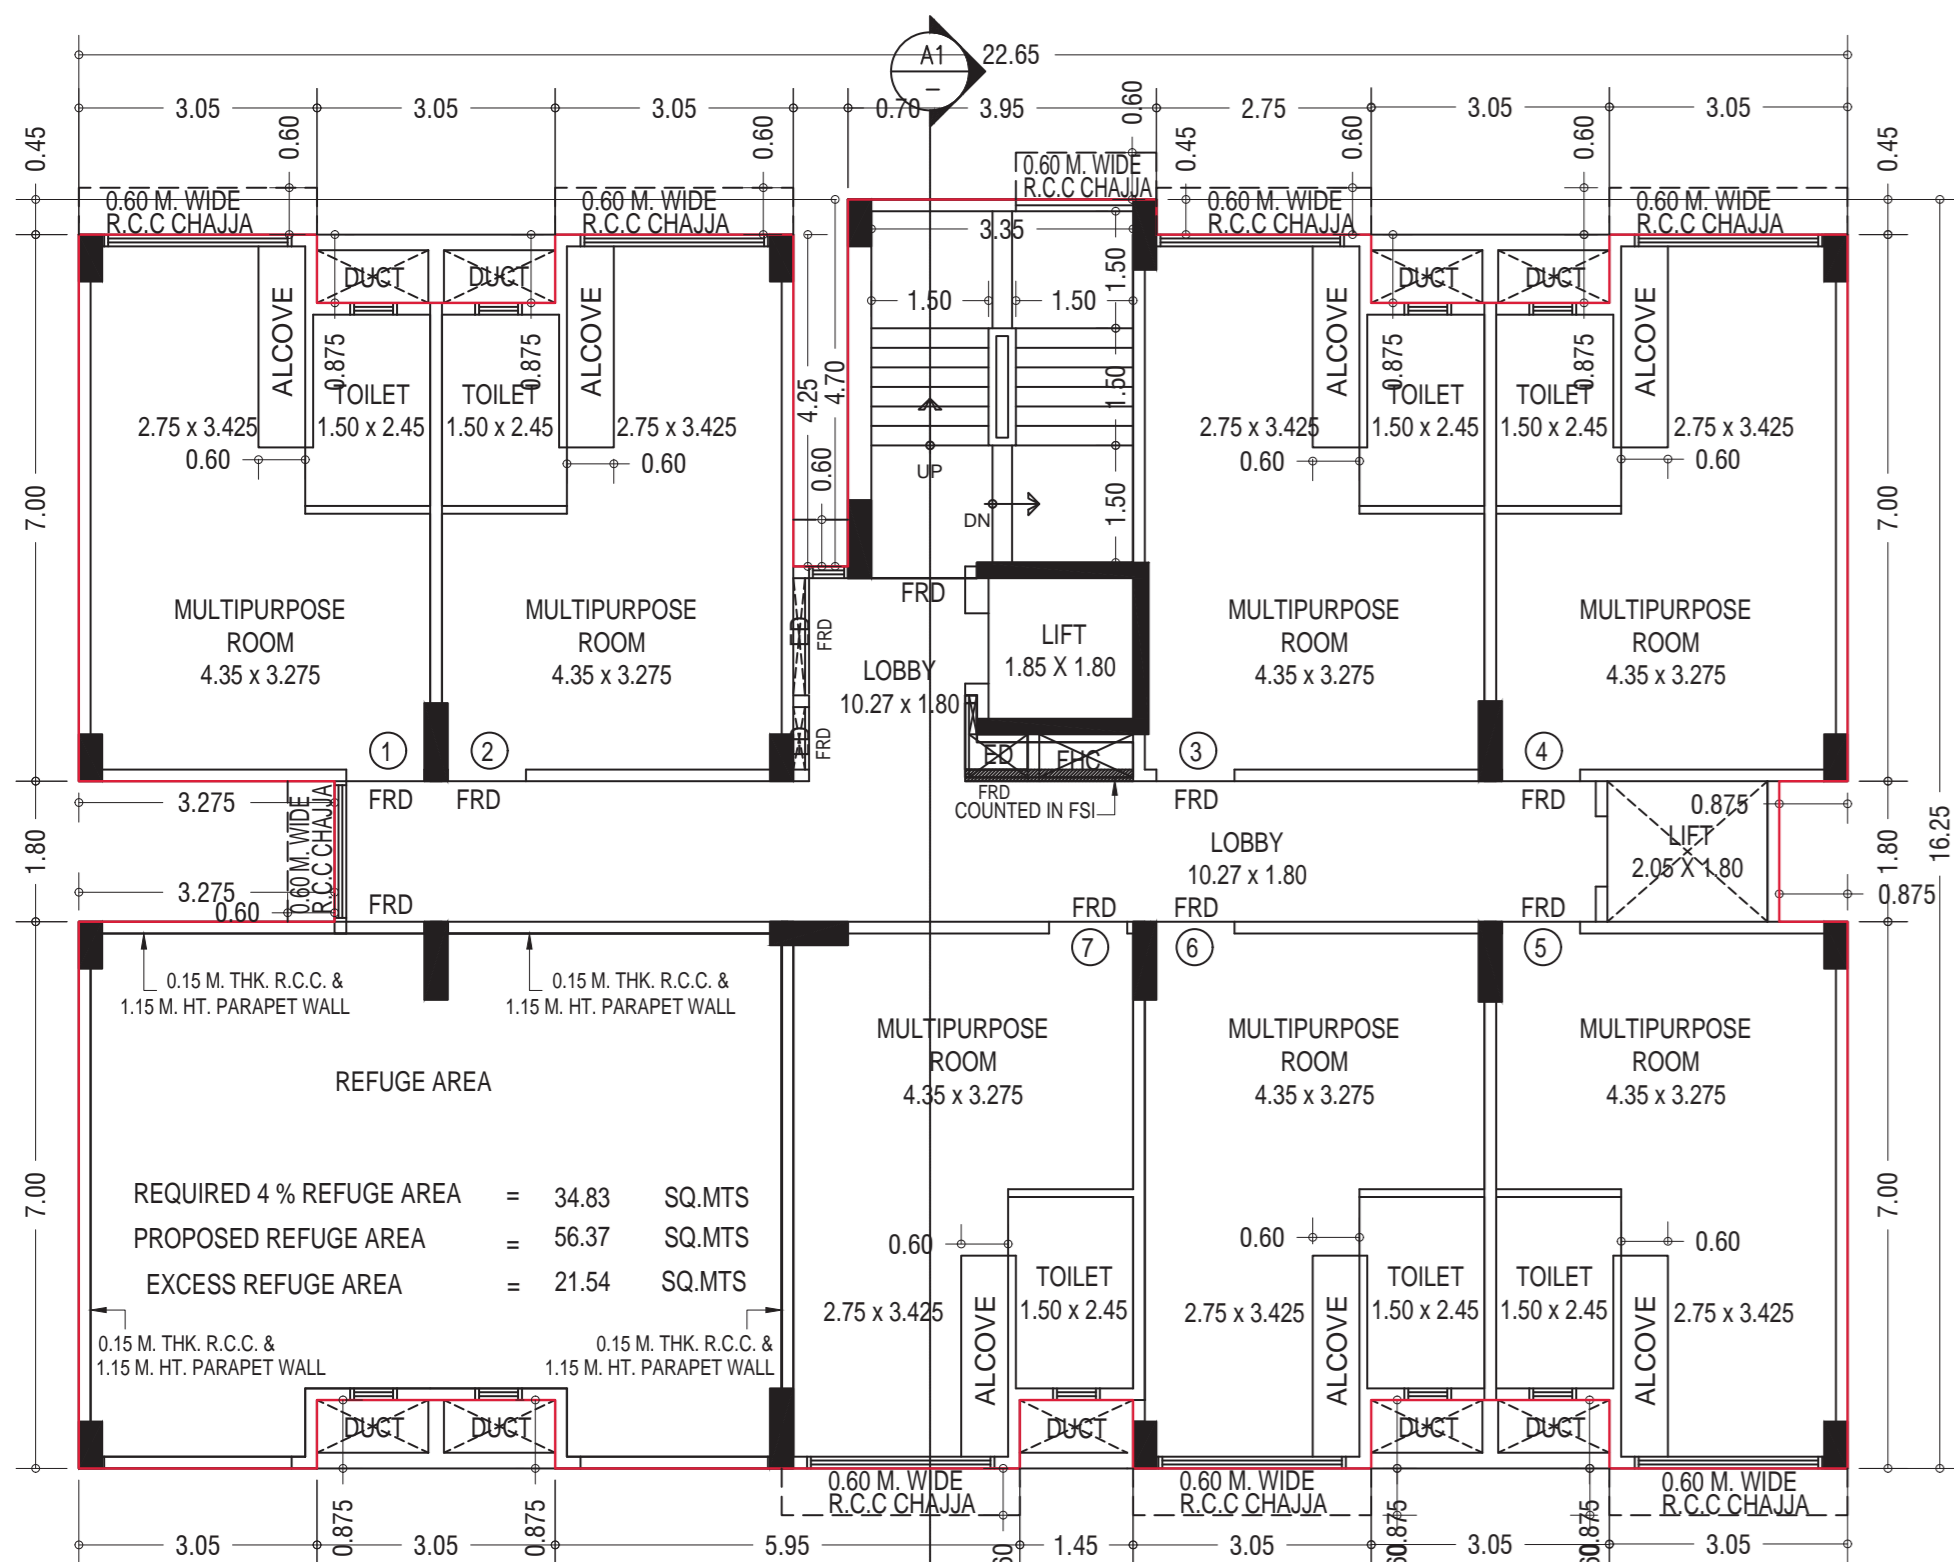 A1
–
22.65
3.05
3.05
3.05
0.70
3.95
2.75
3.05
3.05
0.45
0.60
0.60
0.60
0.45
0.60
0.60
0.45
0.60 M. WIDE
R.C.C CHAJJA
0.60 M. WIDE
R.C.C CHAJJA
0.60 M. WIDE
R.C.C CHAJJA
0.60 M. WIDE
R.C.C CHAJJA
0.60 M. WIDE
R.C.C CHAJJA
3.35
DUCT
DUCT
DUCT
DUCT
1.50
1.50
1.50
ALCOVE
ALCOVE
ALCOVE
ALCOVE
0.875
0.875
0.875
0.875
4.25
4.70
1.50
TOILET
1.50 x 2.45
TOILET
1.50 x 2.45
TOILET
1.50 x 2.45
TOILET
1.50 x 2.45
2.75 x 3.425
2.75 x 3.425
2.75 x 3.425
2.75 x 3.425
0.60
0.60
0.60
0.60
0.60
UP
DN
1.50
7.00
7.00
MULTIPURPOSE
ROOM
4.35 x 3.275
MULTIPURPOSE
ROOM
4.35 x 3.275
MULTIPURPOSE
ROOM
4.35 x 3.275
MULTIPURPOSE
ROOM
4.35 x 3.275
FRD
ED
FRD
LIFT
1.85 X 1.80
LOBBY
10.27 x 1.80
FRD
ED
FHC
1
2
3
4
FRD
FRD
FRD
COUNTED IN FSI
FRD
FRD
3.275
0.60 M. WIDE
R.C.C CHAJJA
3.275
0.60
1.80
LOBBY
10.27 x 1.80
0.875
LIFT
2.05 X 1.80
1.80
0.875
16.25
FRD
FRD
FRD
FRD
7
6
5
0.15 M. THK. R.C.C. &
1.15 M. HT. PARAPET WALL
0.15 M. THK. R.C.C. &
1.15 M. HT. PARAPET WALL
MULTIPURPOSE
ROOM
4.35 x 3.275
MULTIPURPOSE
ROOM
4.35 x 3.275
MULTIPURPOSE
ROOM
4.35 x 3.275
REFUGE AREA
7.00
7.00
REQUIRED 4 % REFUGE AREA = 34.83 SQ.MTS
PROPOSED REFUGE AREA = 56.37 SQ.MTS
EXCESS REFUGE AREA = 21.54 SQ.MTS
0.60
0.60
0.60
TOILET
1.50 x 2.45
TOILET
1.50 x 2.45
TOILET
1.50 x 2.45
2.75 x 3.425
2.75 x 3.425
2.75 x 3.425
ALCOVE
ALCOVE
ALCOVE
0.15 M. THK. R.C.C. &
1.15 M. HT. PARAPET WALL
0.15 M. THK. R.C.C. &
1.15 M. HT. PARAPET WALL
DUCT
DUCT
DUCT
DUCT
DUCT
0.60 M. WIDE
R.C.C CHAJJA
0.60 M. WIDE
R.C.C CHAJJA
0.60 M. WIDE
R.C.C CHAJJA
0.875
0.875
0.875
0.875
3.05
3.05
5.95
1.45
3.05
3.05
3.05